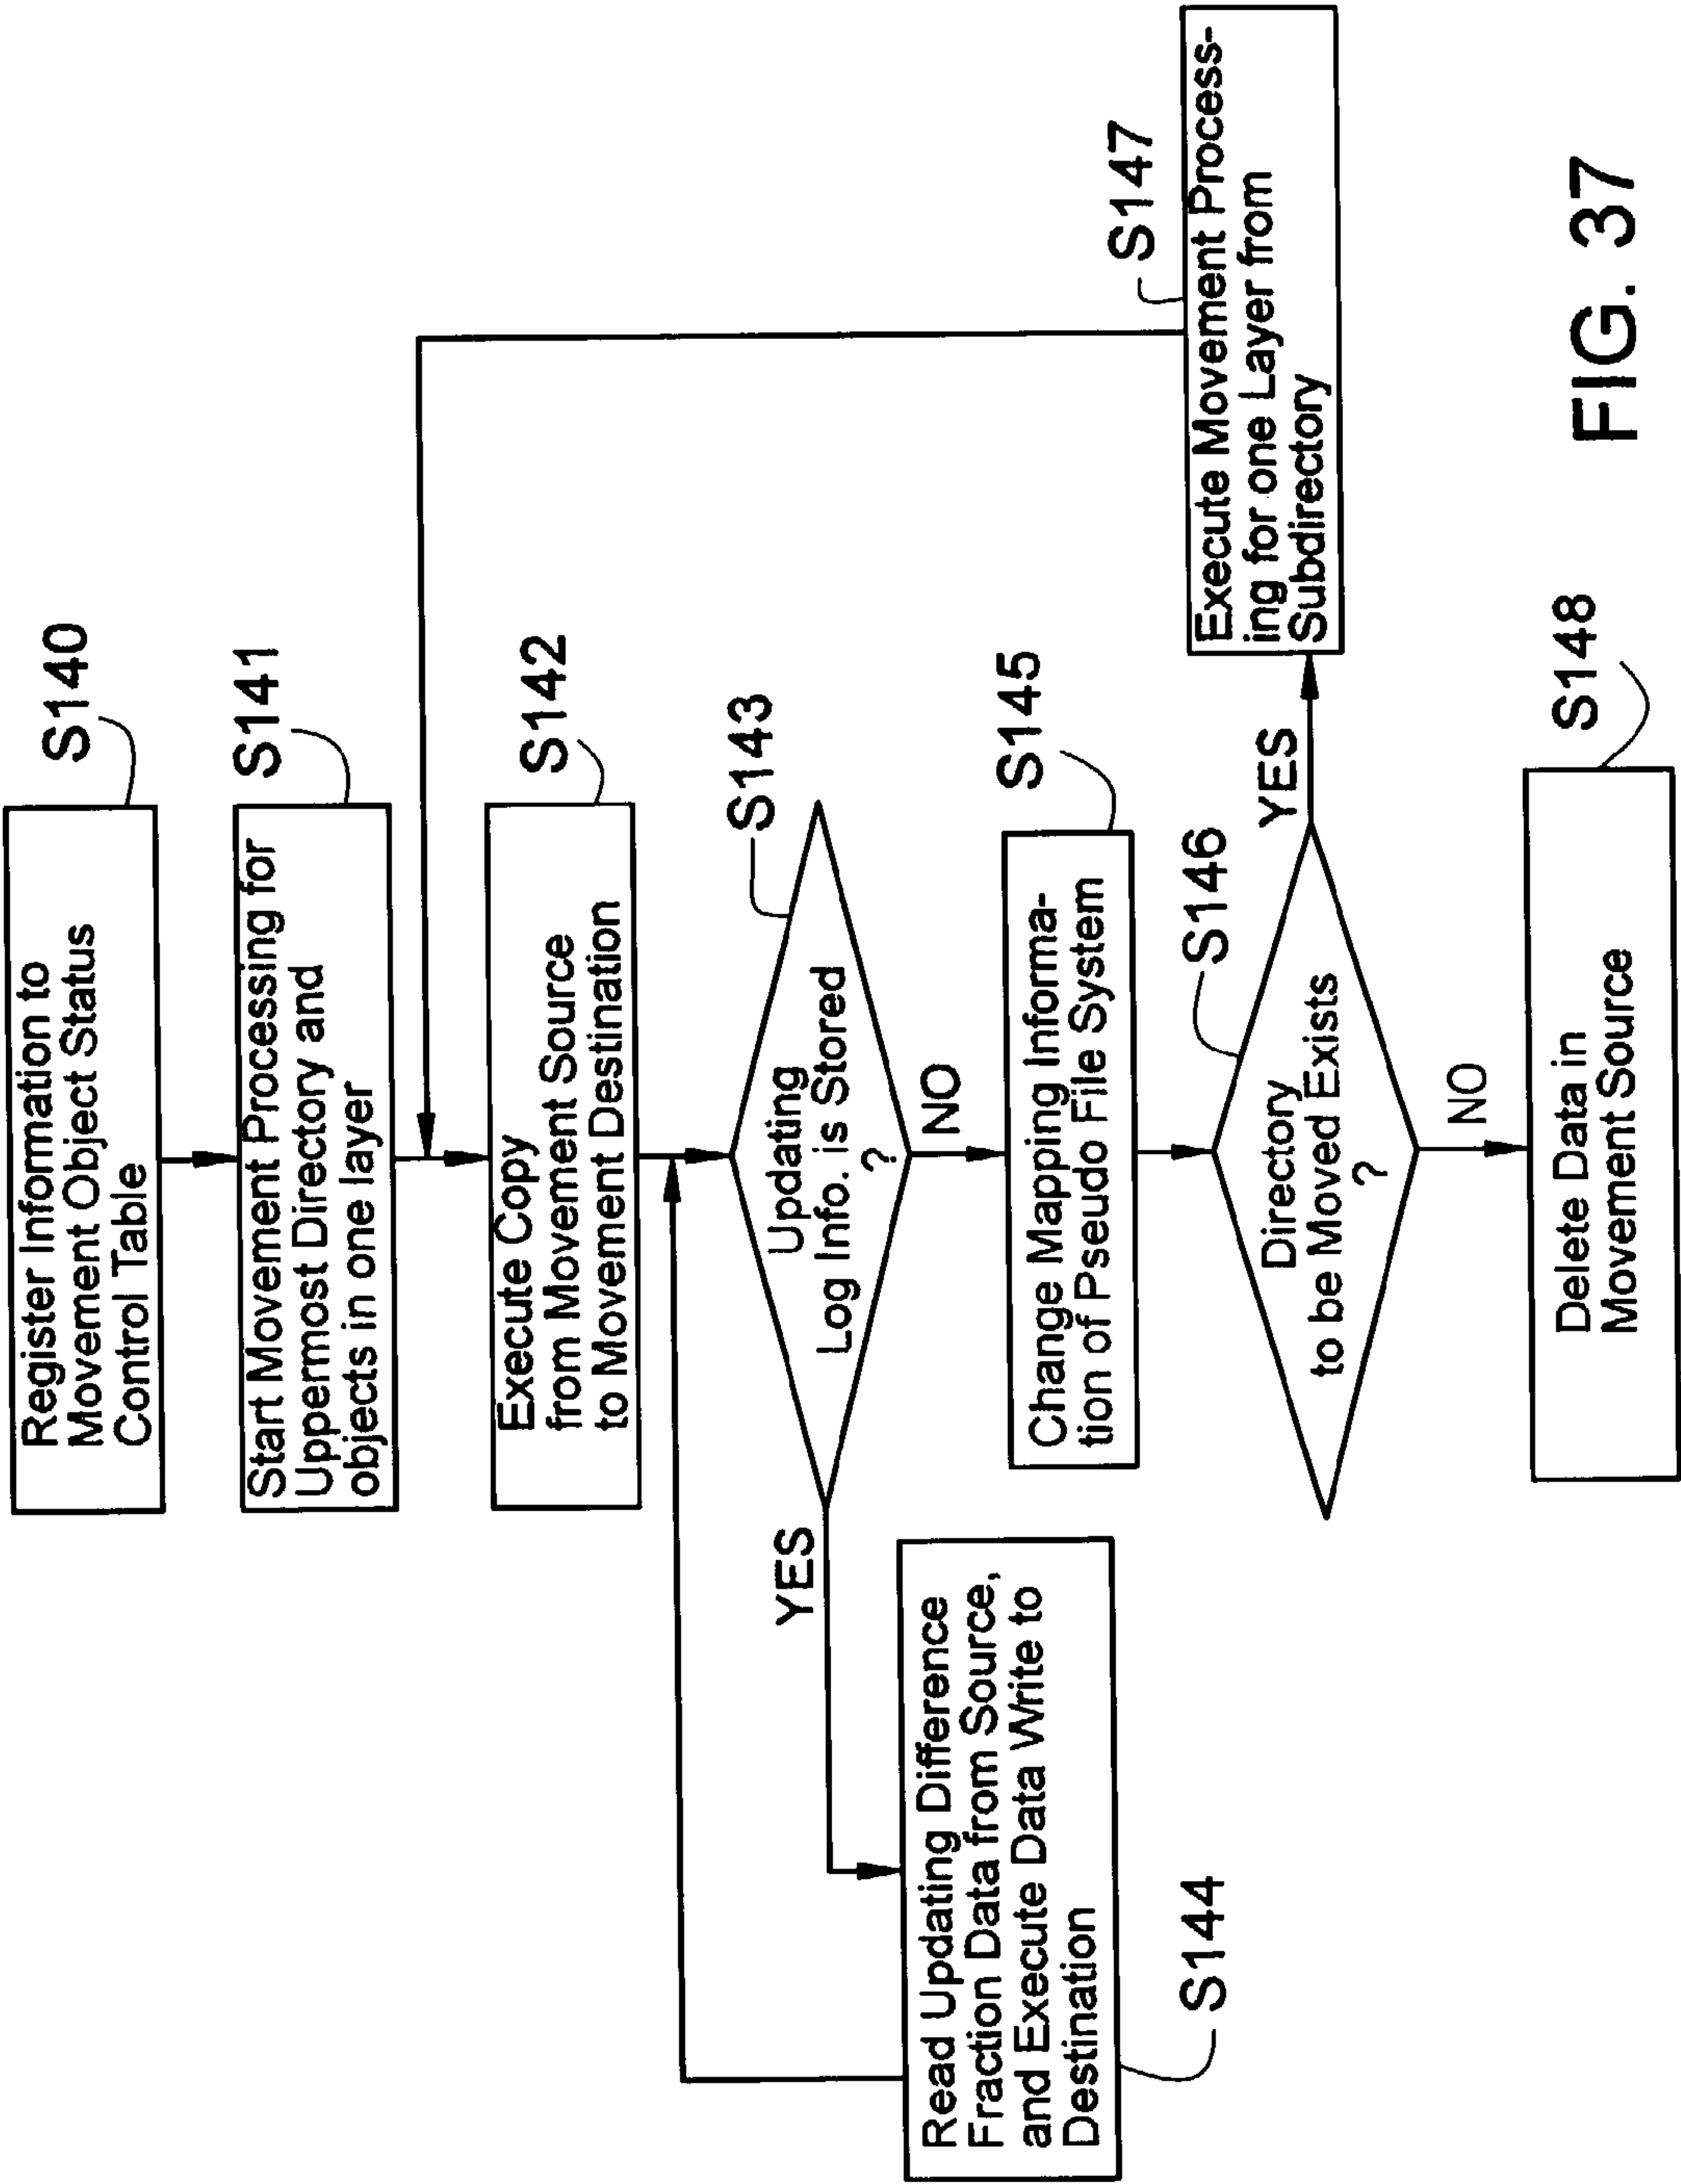 Register Information to
Movement Object Status
Control Table
S140
Start Movement Processing for
Uppermost Directory and
objects in one layer
S141
Execute Copy
from Movement Source
to Movement Destination
S142
Updating
Log Info. is Stored
?
S143
YES
NO
Read Updating Difference
Fraction Data from Source,
and Execute Data Write to
Destination
S144
Change Mapping Informa-
tion of Pseudo File System
S145
Directory
to be Moved Exists
?
S146
YES
NO
Execute Movement Process-
ing for one Layer from
Subdirectory
S147
Delete Data in
Movement Source
S148
FIG. 37